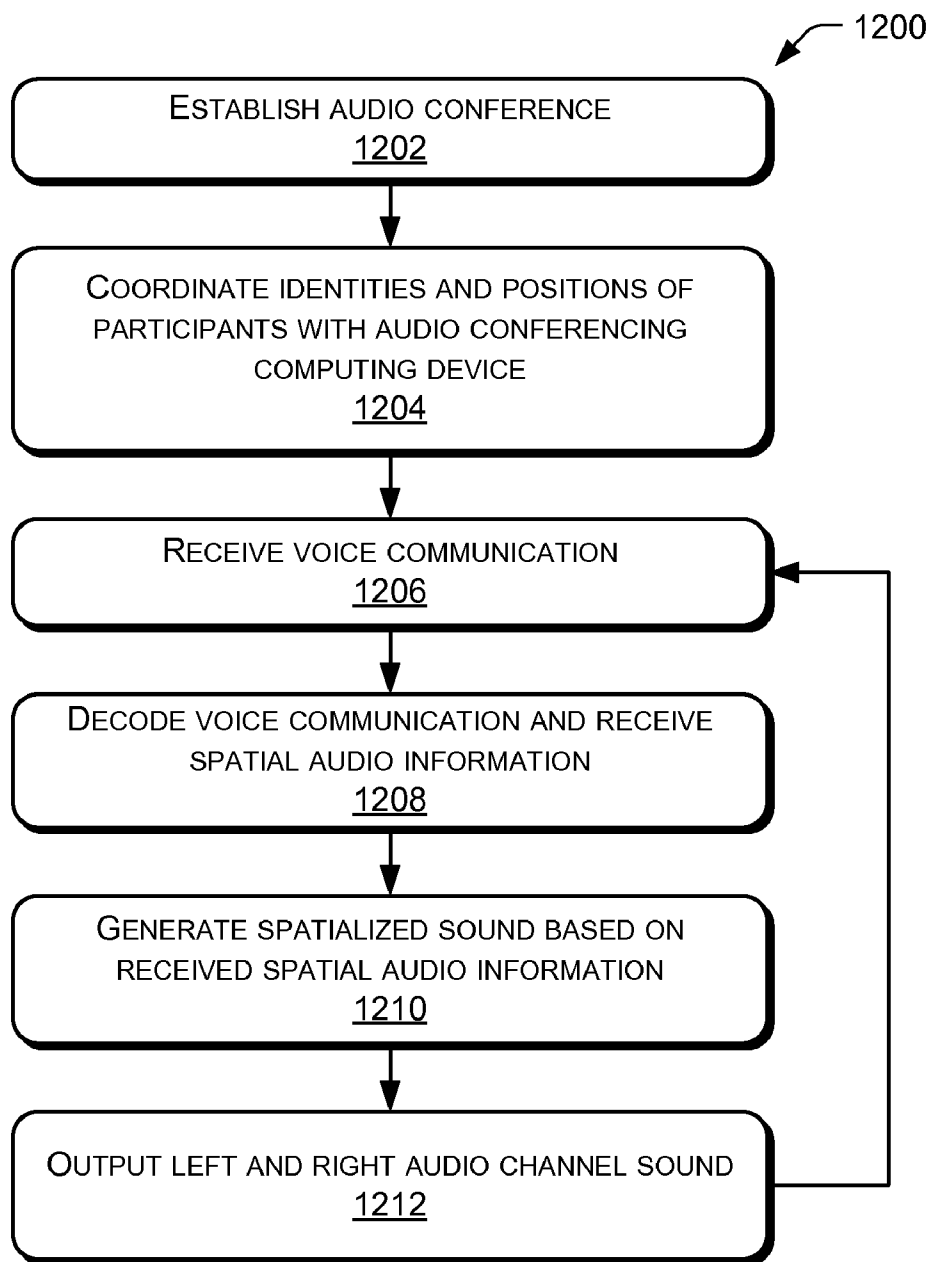 1200
ESTABLISH AUDIO CONFERENCE
1202
COORDINATE IDENTITIES AND POSITIONS OF
PARTICIPANTS WITH AUDIO CONFERENCING
COMPUTING DEVICE
1204
RECEIVE VOICE COMMUNICATION
1206
DECODE VOICE COMMUNICATION AND RECEIVE
SPATIAL AUDIO INFORMATION
1208
GENERATE SPATIALIZED SOUND BASED ON
RECEIVED SPATIAL AUDIO INFORMATION
1210
OUTPUT LEFT AND RIGHT AUDIO CHANNEL SOUND
1212